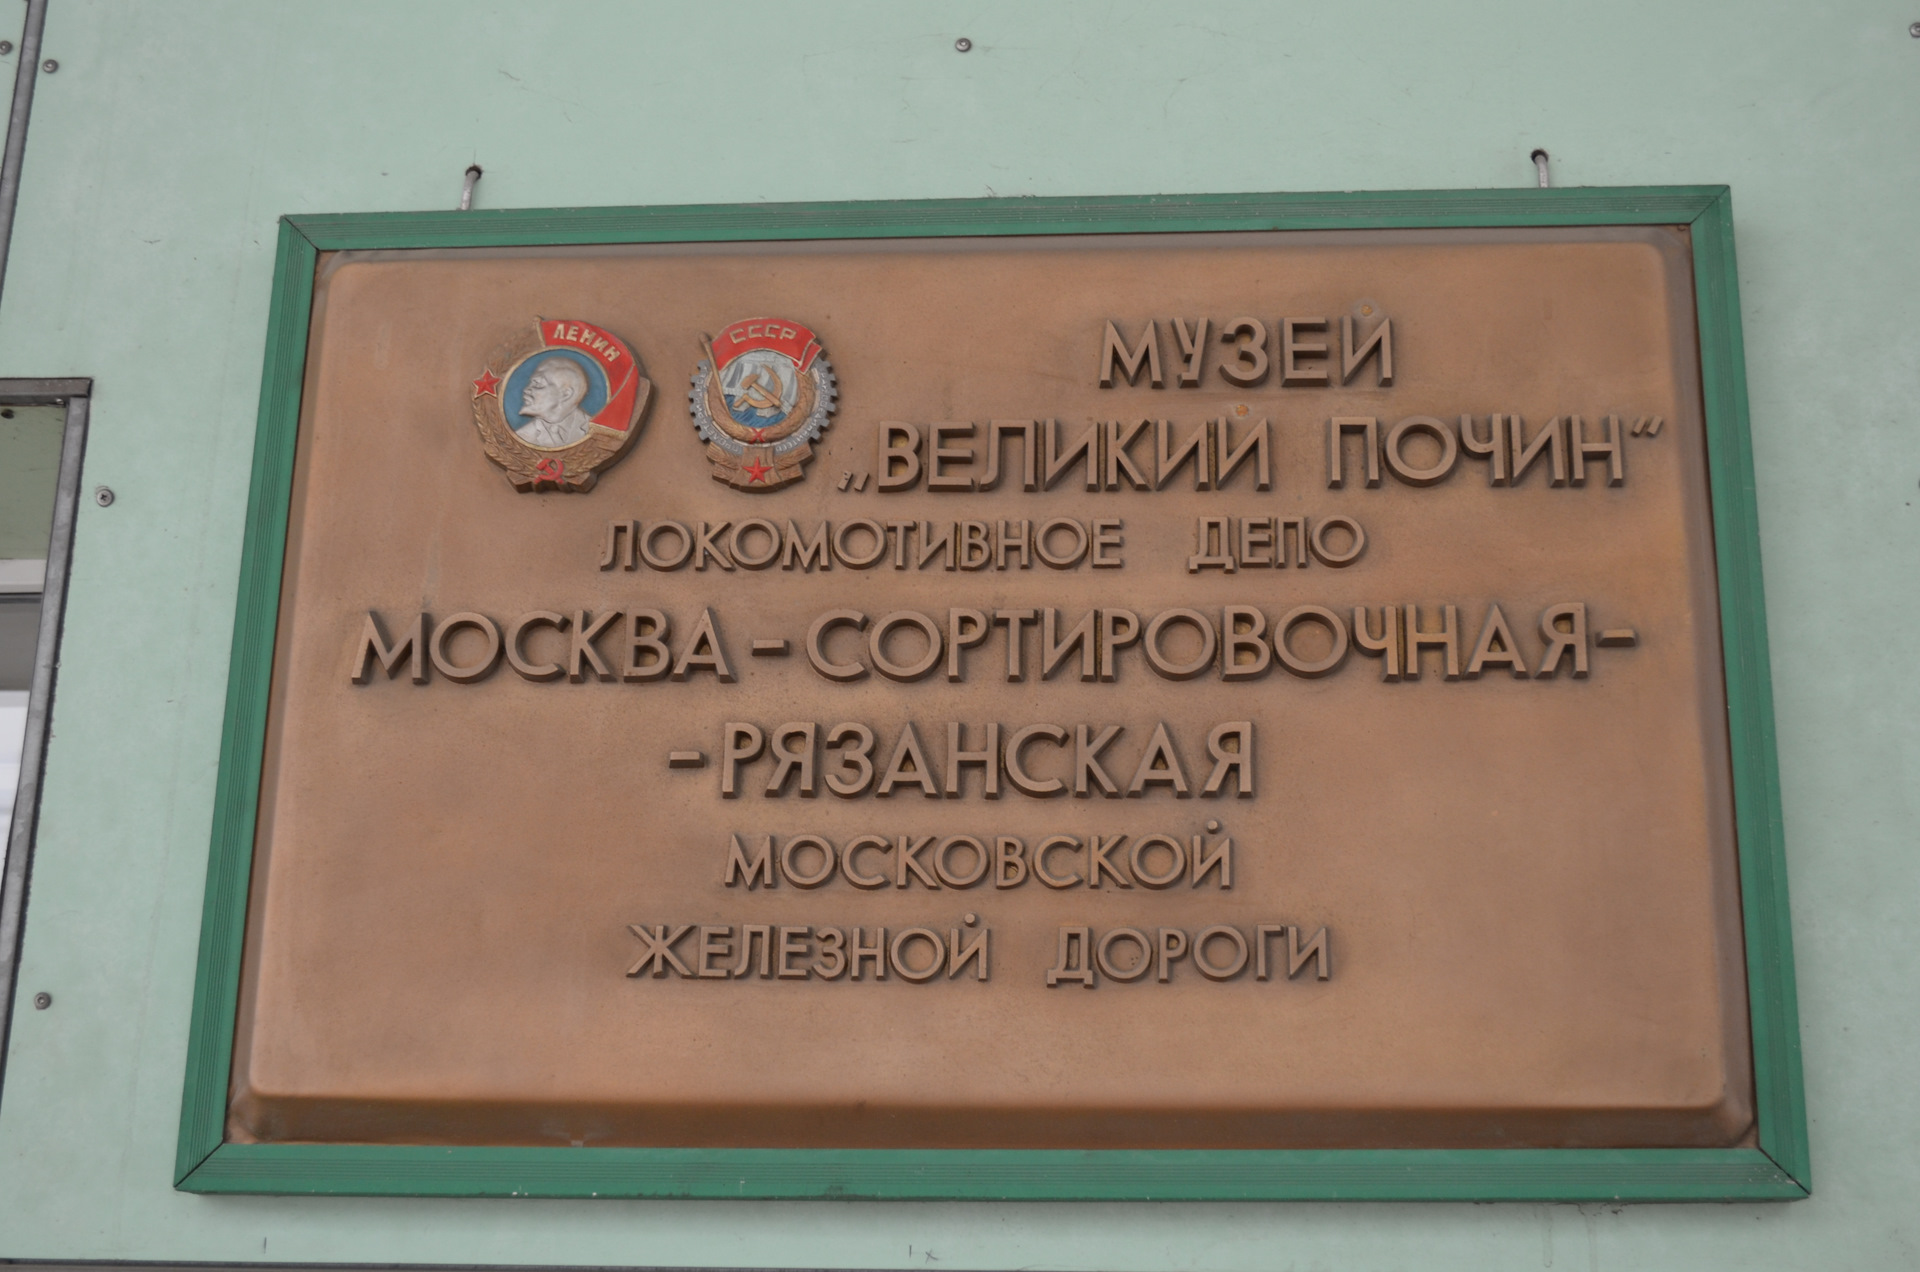 ЛЕНИН
СССР
МУЗЕЙ
„ВЕЛИКИЙ ПОЧИН“
ЛОКОМОТИВНОЕ ДЕПО
МОСКВА-СОРТИРОВОЧНАЯ-
-РЯЗАНСКАЯ
МОСКОВСКОЙ
ЖЕЛЕЗНОЙ ДОРОГИ